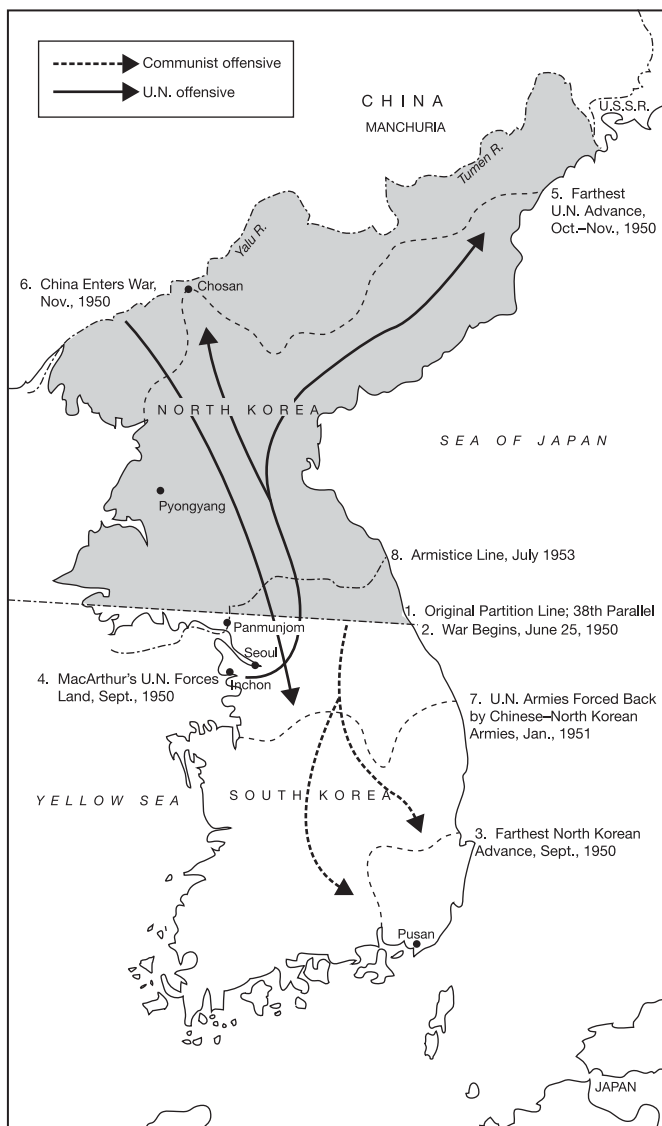 Communist offensive
U.N. offensive
CHINA
MANCHURIA
U.S.S.R.
Tumên R.
Yalu R.
5. Farthest
U.N. Advance,
Oct.–Nov., 1950
6. China Enters War,
Nov., 1950
Chosan
NORTH KOREA
SEA OF JAPAN
Pyongyang
8. Armistice Line, July 1953
1. Original Partition Line; 38th Parallel
2. War Begins, June 25, 1950
Panmunjom
Seoul
4. MacArthur's U.N. Forces
Land, Sept., 1950
Inchon
7. U.N. Armies Forced Back
by Chinese–North Korean
Armies, Jan., 1951
YELLOW SEA
SOUTH KOREA
3. Farthest North Korean
Advance, Sept., 1950
Pusan
JAPAN